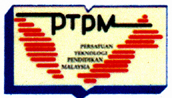 PTPM
PERSATUAN
TEKNOLOGI
PENDIDIKAN
MALAYSIA